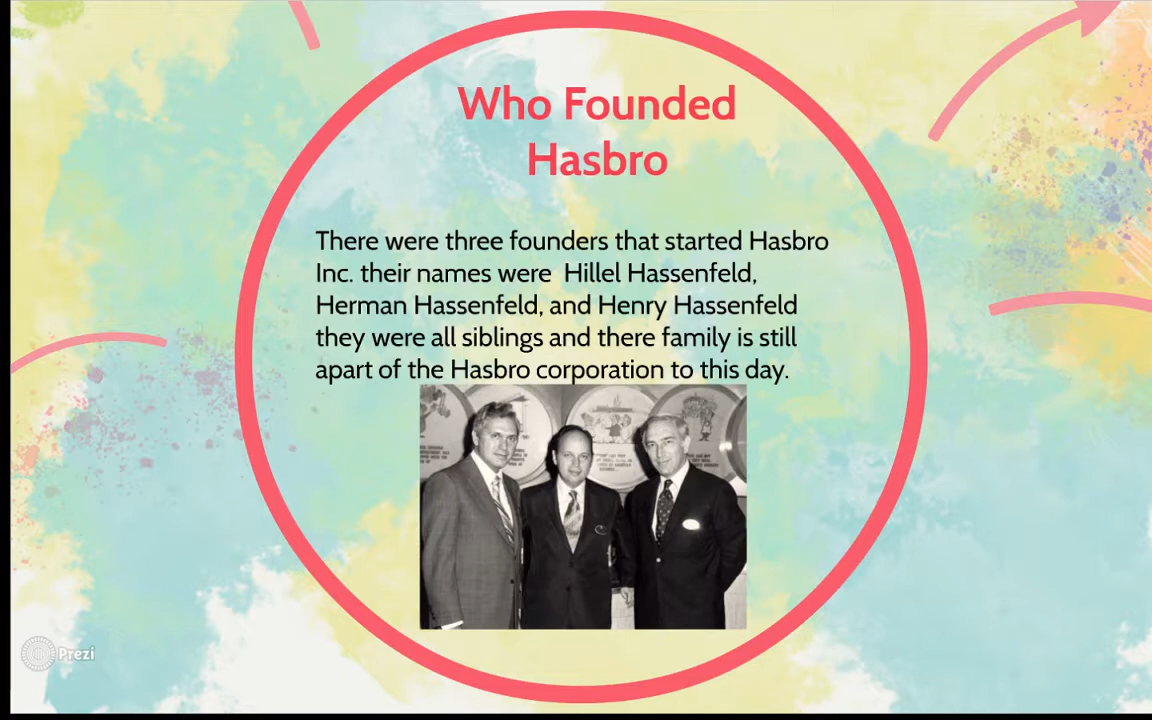 Who Founded
Hasbro
There were three founders that started Hasbro
Inc. their names were  Hillel Hassenfeld,
Herman Hassenfeld, and Henry Hassenfeld
they were all siblings and there family is still
apart of the Hasbro corporation to this day.
Prezi